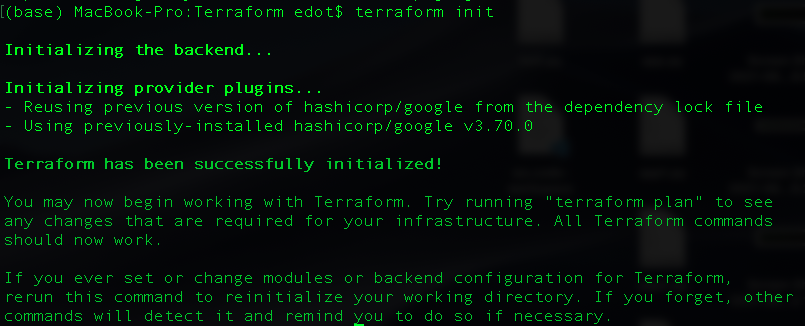 [(base) MacBook-Pro:Terraform edot$ terraform init
Initializing the backend...
Initializing provider plugins...
- Reusing previous version of hashicorp/google from the dependency lock file
- Using previously-installed hashicorp/google v3.70.0
Terraform has been successfully initialized!
You may now begin working with Terraform. Try running "terraform plan" to see
any changes that are required for your infrastructure. All Terraform commands
should now work.
If you ever set or change modules or backend configuration for Terraform,
rerun this command to reinitialize your working directory. If you forget, other
commands will detect it and remind you to do so if necessary.